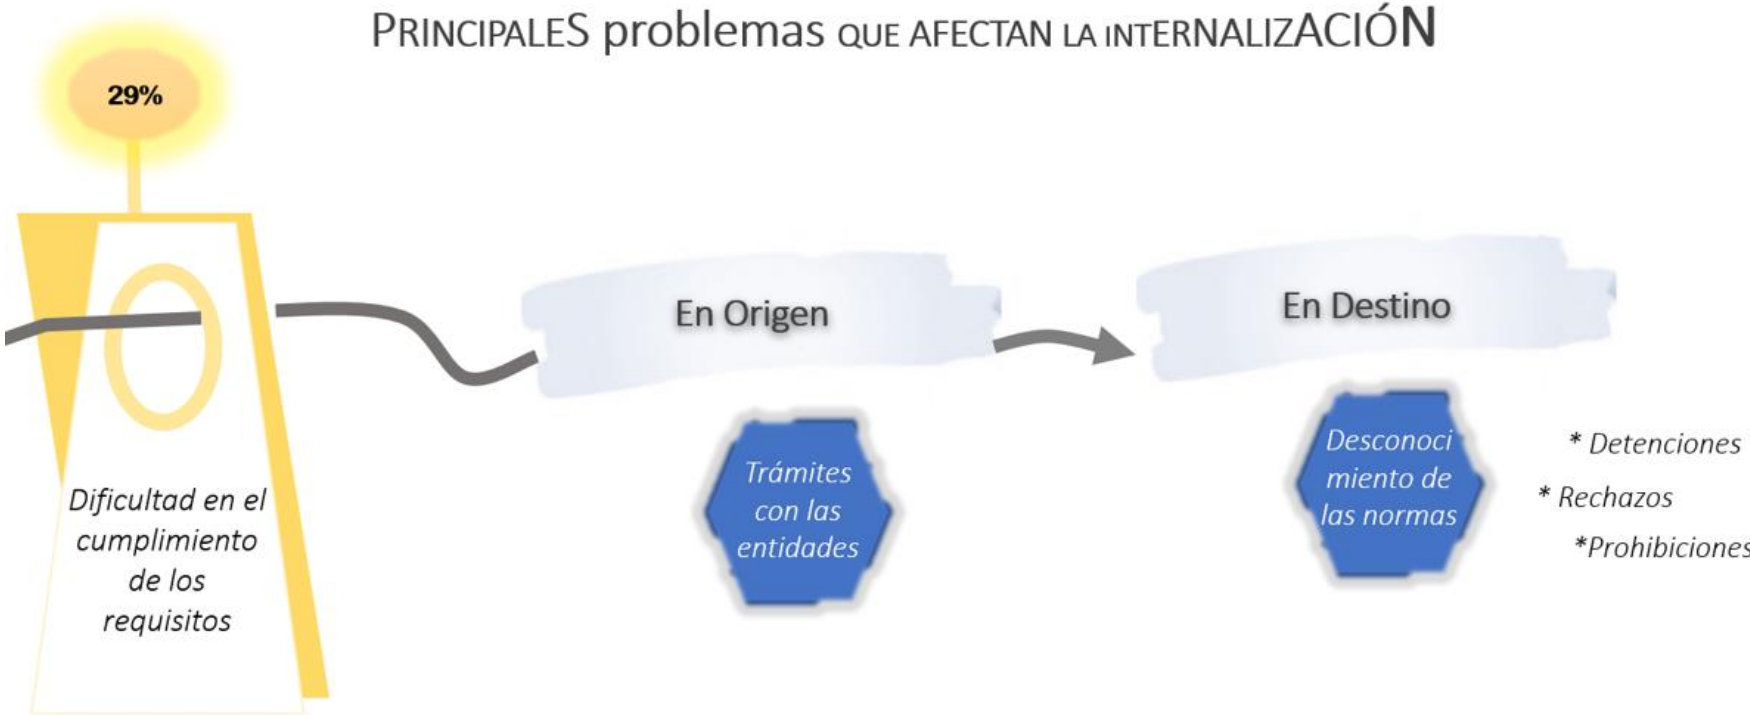 PRINCIPALES problemas QUE AFECTAN LA INTERNALIZACIÓN
29%
Dificultad en el
cumplimiento
de los
requisitos
En Origen
Trámites
con las
entidades
En Destino
Desconoci
miento de
las normas
* Detenciones
* Rechazos
*Prohibiciones